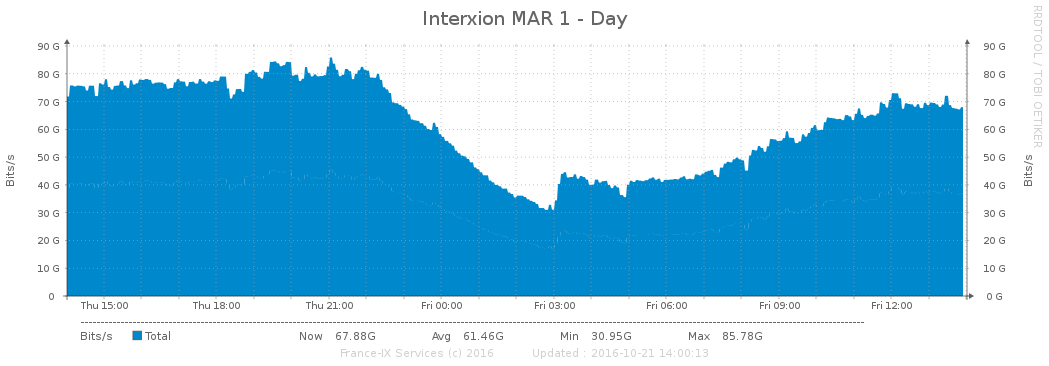 Interxion MAR 1 - Day
RRDTOOL / TOBI OETIKER
90 G 90 G
80 G 80 G
70 G 70 G
60 G 60 G
50 G 50 G
40 G 40 G
30 G 30 G
20 G 20 G
10 G 10 G
0 0 G
Bits/s
Bits/s
Thu 15:00 Thu 18:00 Thu 21:00 Fri 00:00 Fri 03:00 Fri 06:00 Fri 09:00 Fri 12:00
Bits/s Total Now 67.88G Avg 61.46G Min 30.95G Max 85.78G
France-IX Services (c) 2016 Updated : 2016-10-21 14:00:13